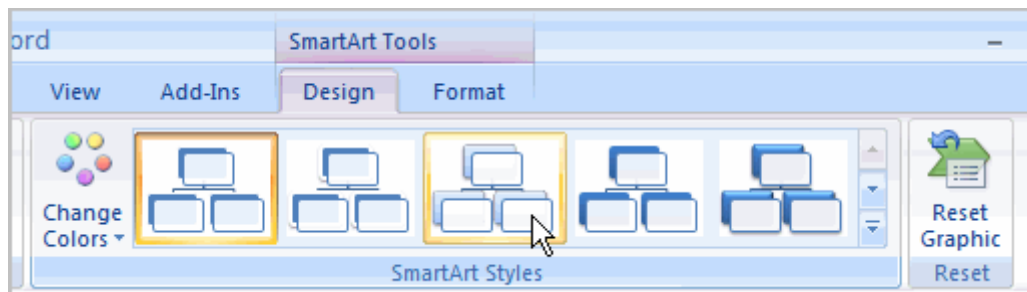 ord SmartArt Tools
View Add-Ins Design Format
Change
Colors
Reset
Graphic
SmartArt Styles Reset